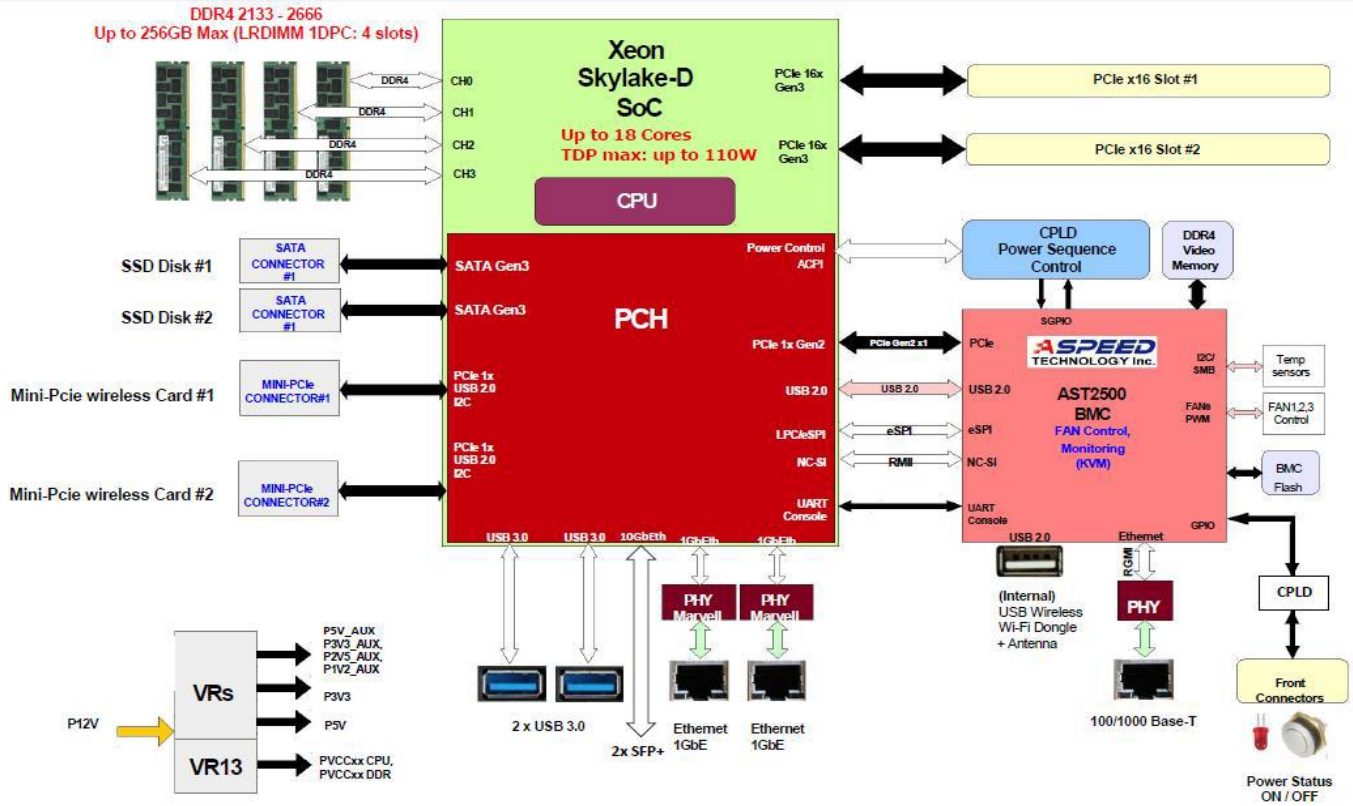 DDR4 2133 - 2666
Up to 256GB Max (LRDIMM 1DPC: 4 slots)
DDR4
DDR4
DDR4
DDR4
CH0
CH1
CH2
CH3
Xeon
Skylake-D
SoC
Up to 18 Cores
TDP max: up to 110W
CPU
PCIe 16x
Gen3
PCIe 16x
Gen3
PCIe x16 Slot #1
PCIe x16 Slot #2
SSD Disk #1
SATA
CONNECTOR
#1
SATA Gen3
SSD Disk #2
SATA
CONNECTOR
#1
SATA Gen3
Mini-Pcie wireless Card #1
MINI-PCIe
CONNECTOR#1
PCIe 1x
USB 2.0
I2C
Mini-Pcie wireless Card #2
MINI-PCIe
CONNECTOR#2
PCIe 1x
USB 2.0
I2C
PCH
Power Control
ACPI
PCIe 1x Gen2
USB 2.0
LPC/eSPI
NC-SI
UART
Console
USB 3.0
USB 3.0
10GbEth
1GbEth
1GbEth
PCIe Gen2 x1
USB 2.0
eSPI
RMII
CPLD
Power Sequence
Control
DDR4
Video
Memory
SGPIO
PCIe
ASPEED
TECHNOLOGY Inc.
I2C/
SMB
Temp
sensors
USB 2.0
AST2500
BMC
FAN Control,
Monitoring
(KVM)
FANs
PWM
FAN1,2,3
Control
eSPI
NC-SI
BMC
Flash
UART
Console
GPIO
USB 2.0
Ethernet
RGMI
(Internal)
USB Wireless
Wi-Fi Dongle
+ Antenna
PHY
100/1000 Base-T
CPLD
Front
Connectors
Power Status
ON / OFF
PHY
Marvell
PHY
Marvell
2 x USB 3.0
2x SFP+
Ethernet
1GbE
Ethernet
1GbE
P12V
VRs
P5V_AUX
P3V3_AUX,
P2V5_AUX,
P1V2_AUX
P3V3
P5V
VR13
PVCCxx CPU,
PVCCxx DDR